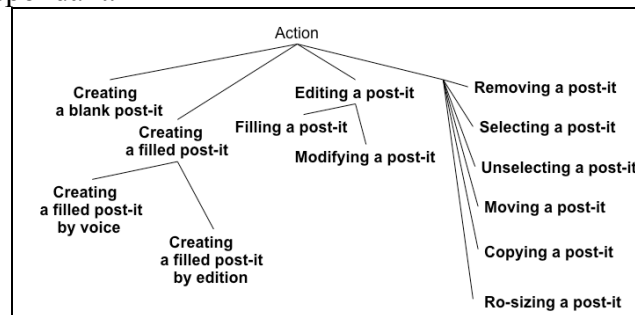 Action
Creating
a blank post-it
Creating
a filled post-it
Creating
a filled post-it
by voice
Creating
a filled post-it
by edition
Editing a post-it
Filling a post-it
Modifying a post-it
Removing a post-it
Selecting a post-it
Unselecting a post-it
Moving a post-it
Copying a post-it
Ro-sizing a post-it